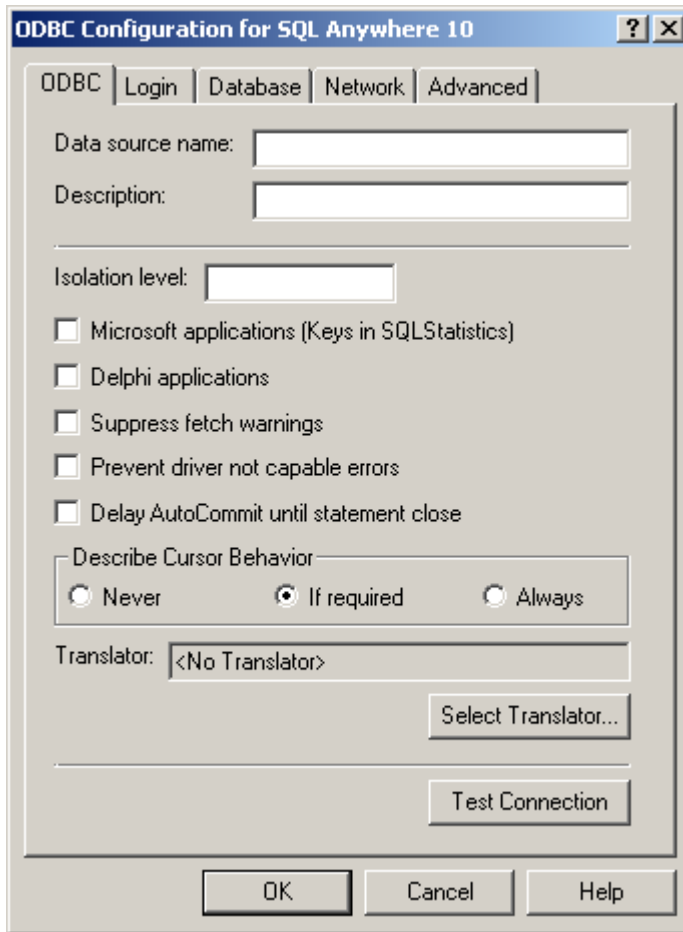 ODBC Configuration for SQL Anywhere 10
ODBC Login Database Network Advanced
Data source name:
Description:
Isolation level:
Microsoft applications (Keys in SQLStatistics)
Delphi applications
Suppress fetch warnings
Prevent driver not capable errors
Delay AutoCommit until statement close
Describe Cursor Behavior
Never If required Always
Translator: <No Translator>
Select Translator...
Test Connection
OK Cancel Help